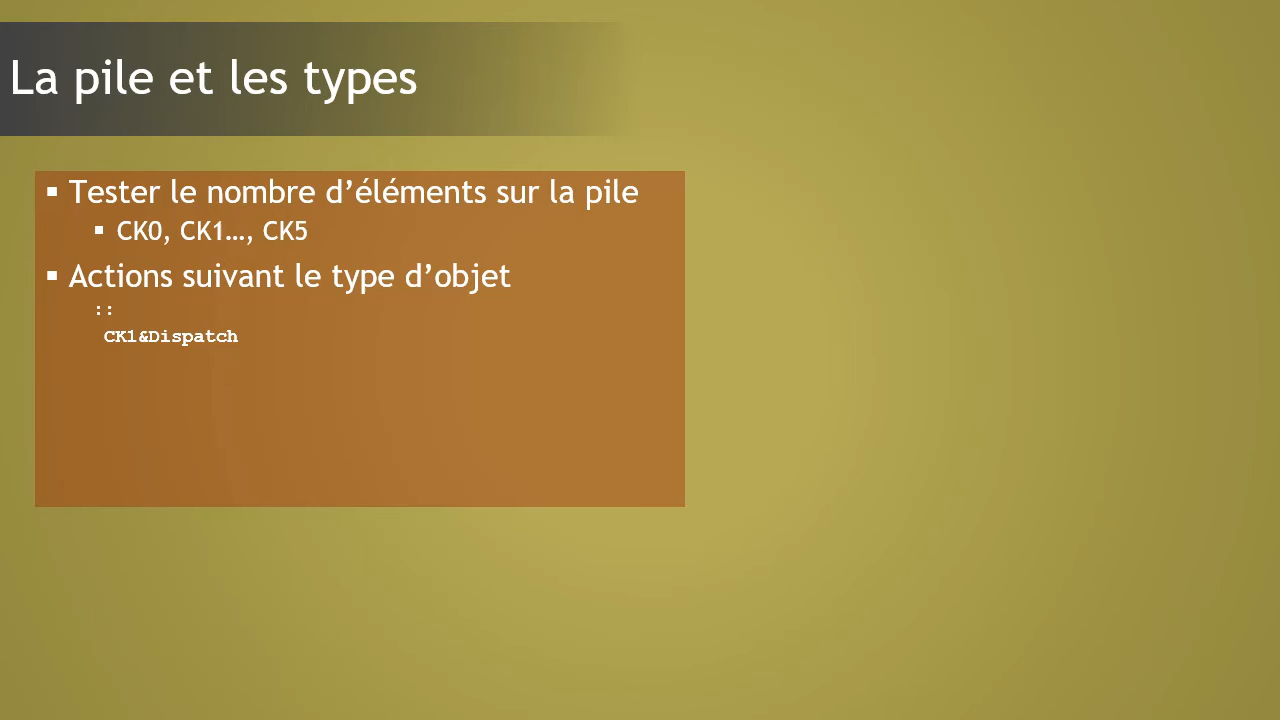 La pile et les types
Tester le nombre d’éléments sur la pile
CK0, CK1…, CK5
Actions suivant le type d’objet
::
CK1&Dispatch